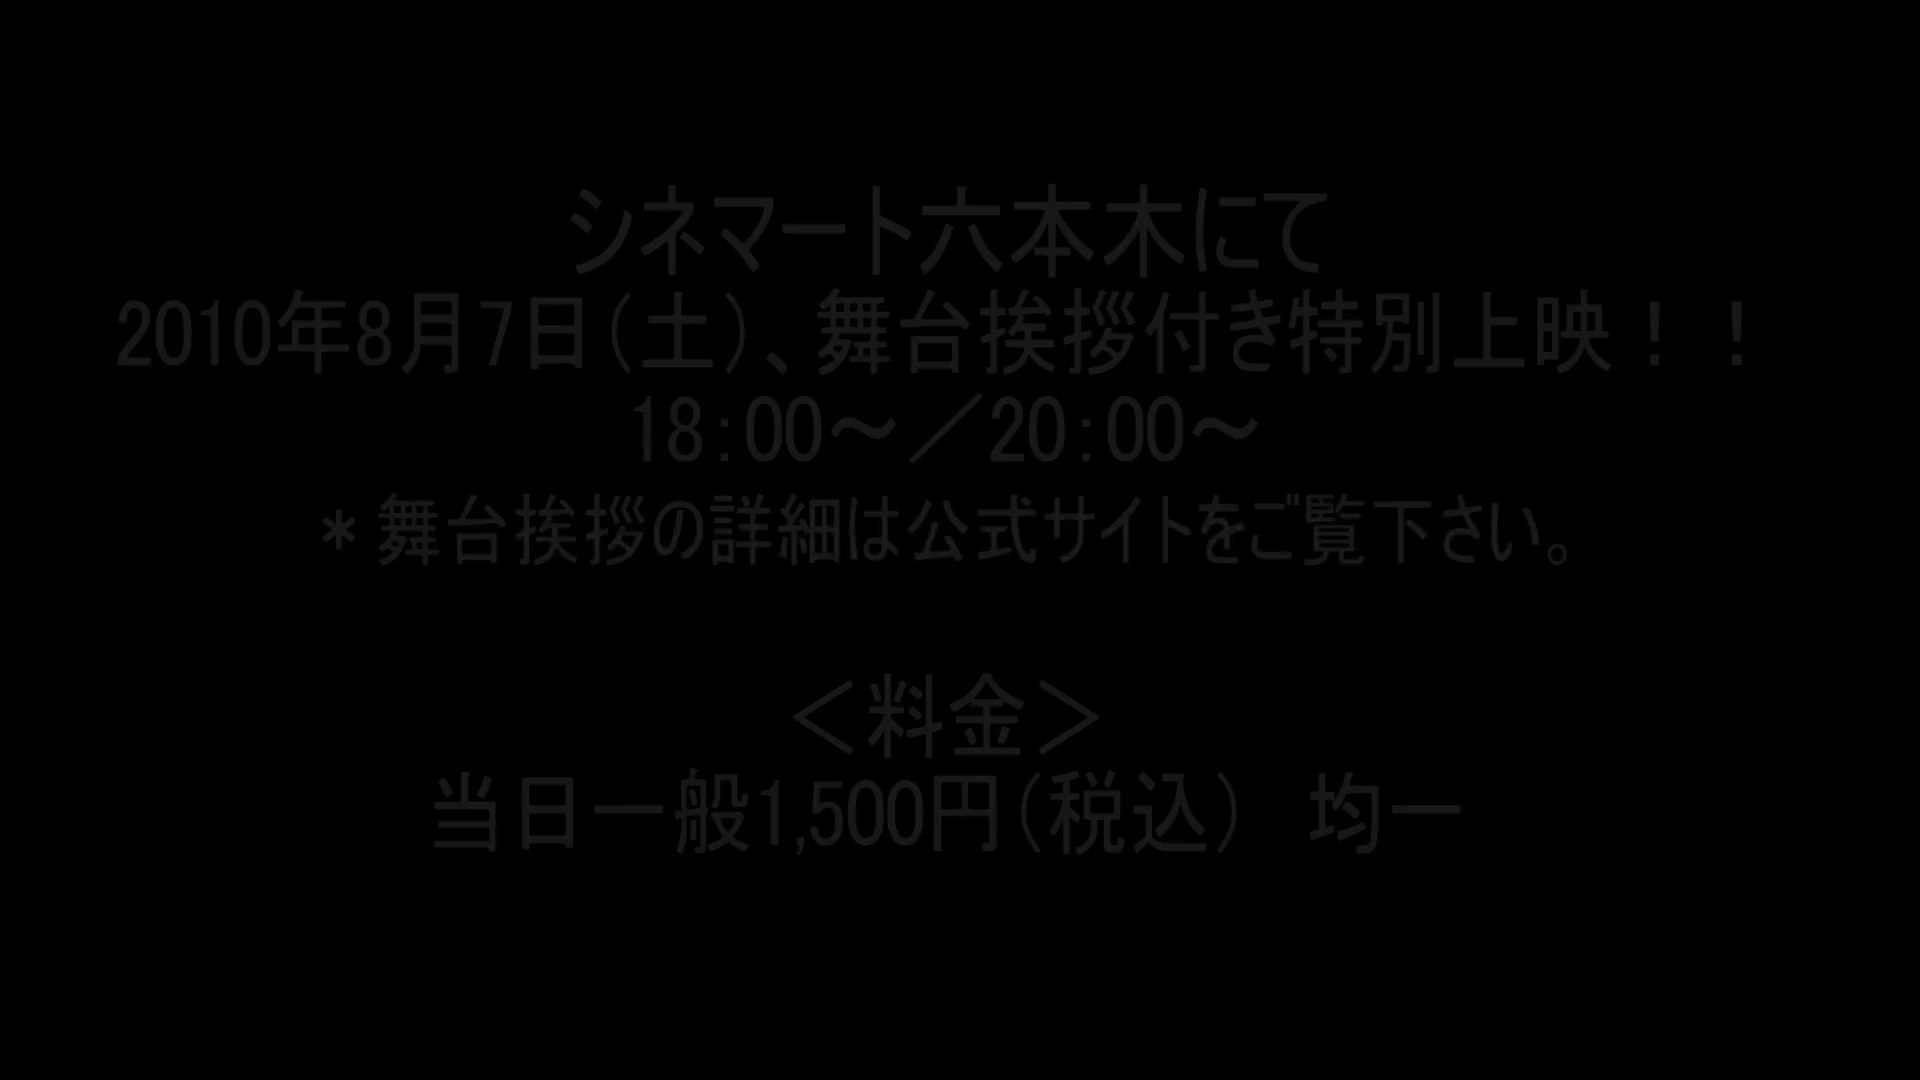 シネマート六本木にて
2010年8月7日(土)、舞台挨拶付き特別上映！！
18:00～／20:00～
＊舞台挨拶の詳細は公式サイトをご覧下さい。
＜料金＞
当日一般1,500円(税込)　均一